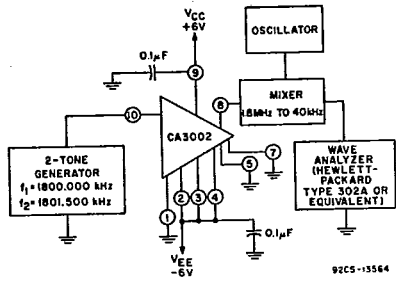 VCC
+6V
OSCILLATOR
0.1µF
9
MIXER
1.8MHz TO 40kHz
8
10
CA3002
2-TONE
GENERATOR
f1=1800.000 kHz
f2=1801.500 kHz
7
5
WAVE
ANALYZER
(HEWLETT-
PACKARD
TYPE 302A OR
EQUIVALENT)
1
2
3
4
0.1µF
VEE
-6V
92CS-13564